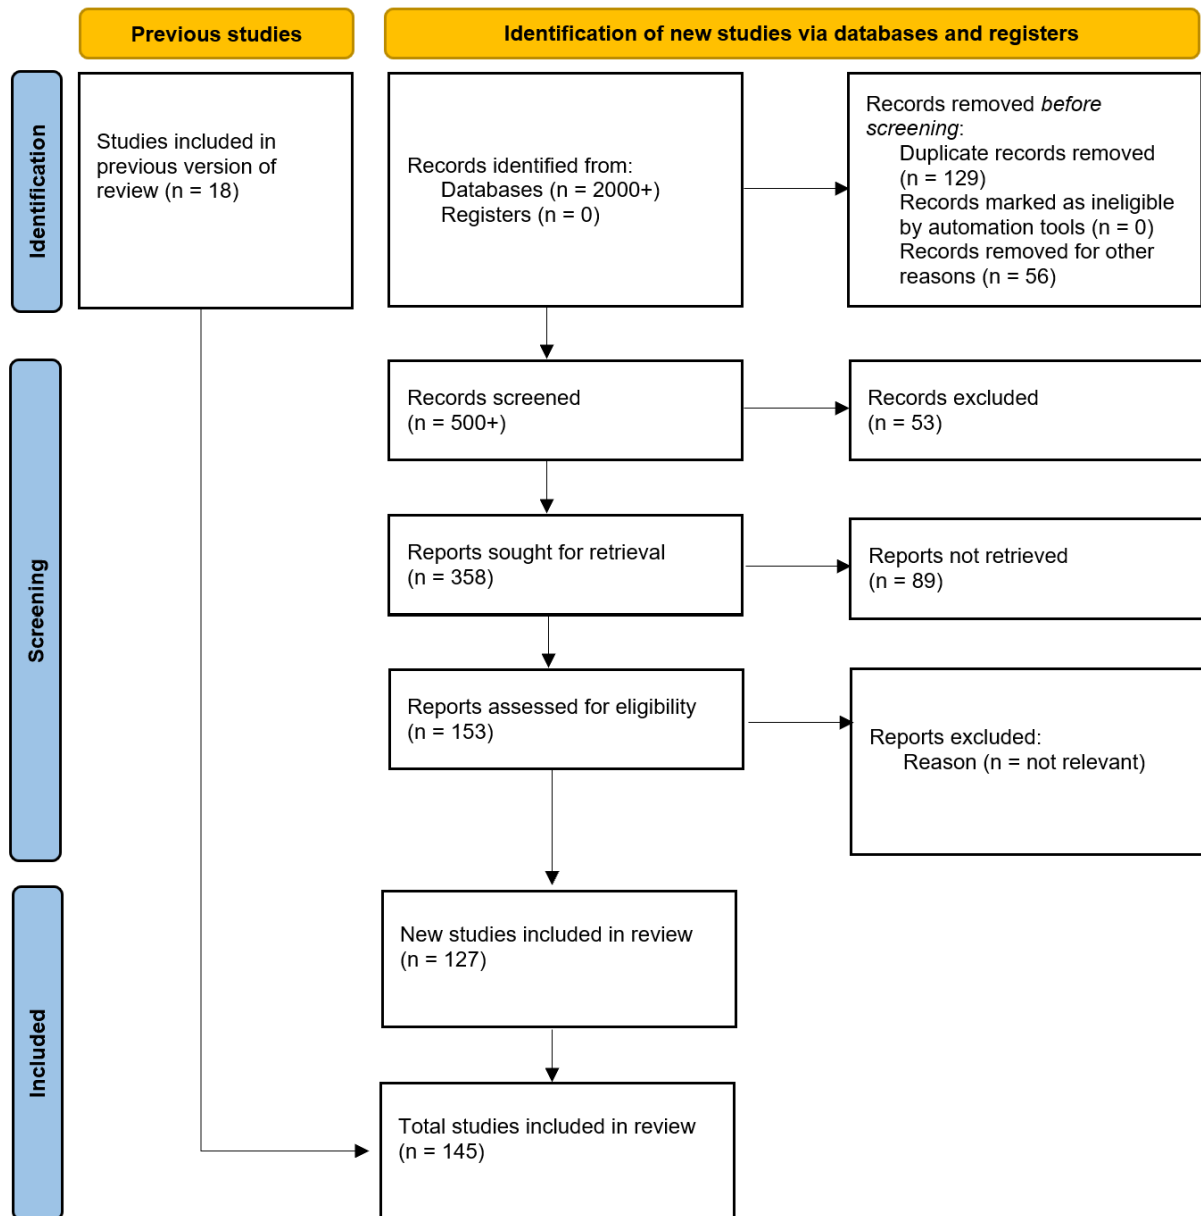 Previous studies
Identification of new studies via databases and registers
Identification
Studies included in
previous version of
review (n = 18)
Records identified from:
Databases (n = 2000+)
Registers (n = 0)
Records removed before
screening:
Duplicate records removed
(n = 129)
Records marked as ineligible
by automation tools (n = 0)
Records removed for other
reasons (n = 56)
Screening
Records screened
(n = 500+)
Records excluded
(n = 53)
Reports sought for retrieval
(n = 358)
Reports not retrieved
(n = 89)
Reports assessed for eligibility
(n = 153)
Reports excluded:
Reason (n = not relevant)
Included
New studies included in review
(n = 127)
Total studies included in review
(n = 145)